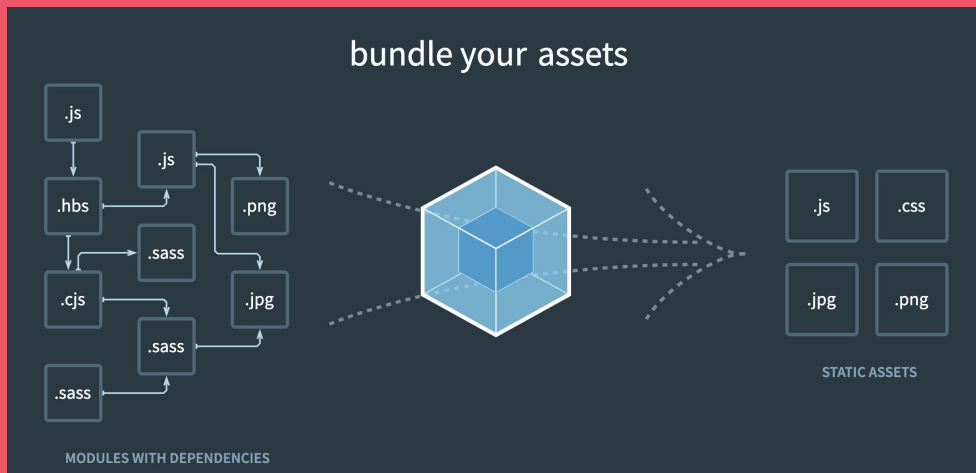 bundle your assets
.js
.js
.hbs
.png
.sass
.cjs
.jpg
.sass
.sass
MODULES WITH DEPENDENCIES
.js
.css
.jpg
.png
STATIC ASSETS